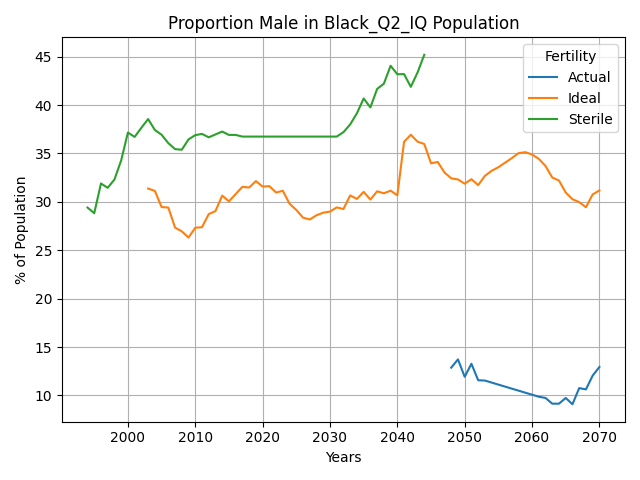 Proportion Male in Black_Q2_IQ Population
Fertility
Actual
Ideal
Sterile
% of Population
45
40
35
30
25
20
15
10
2000 2010 2020 2030 2040 2050 2060 2070
Years